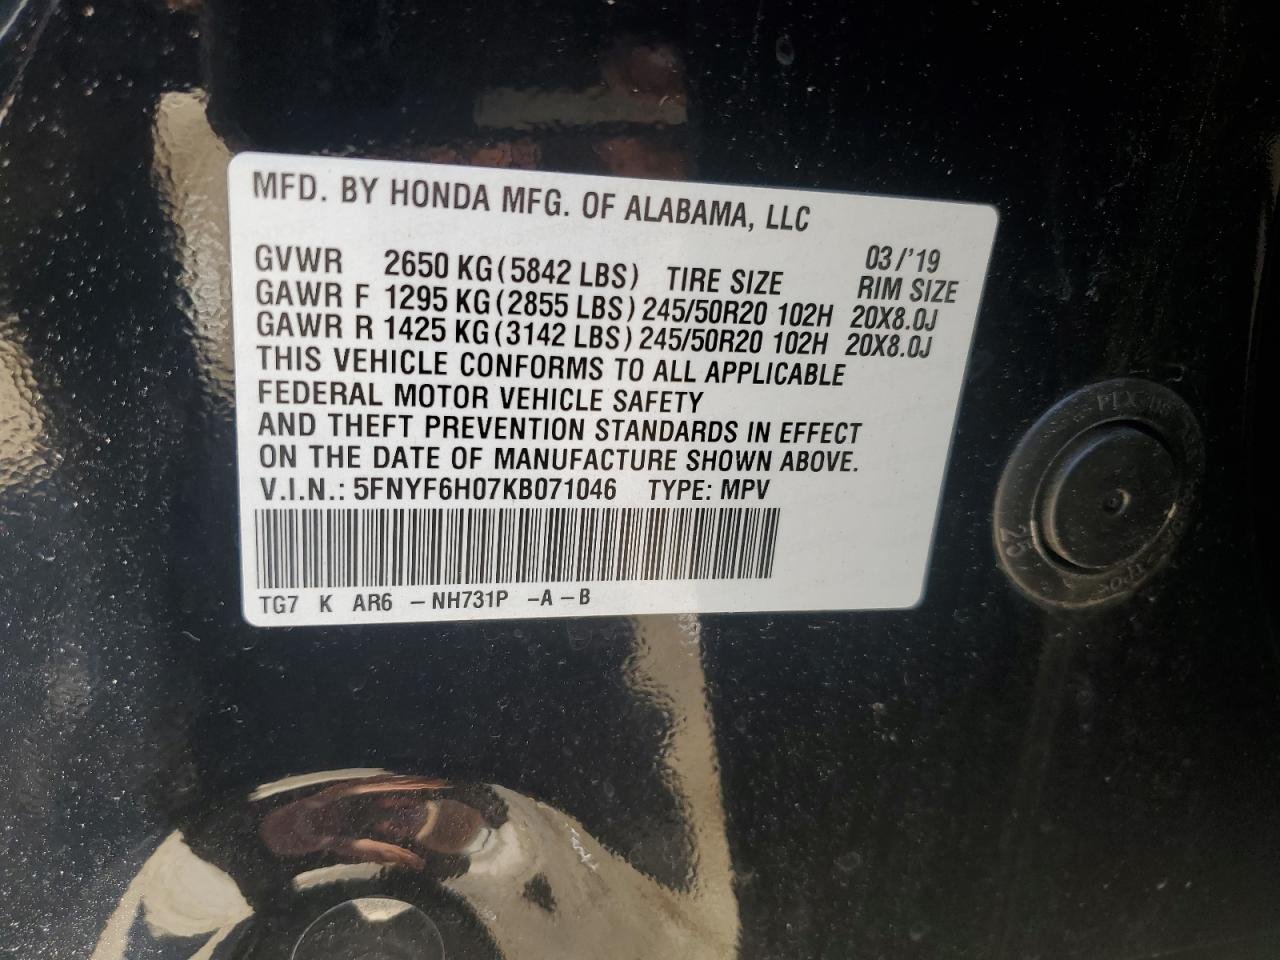 MFD. BY HONDA MFG. OF ALABAMA, LLC
03/'19
GVWR 2650 KG (5842 LBS) TIRE SIZE RIM SIZE
GAWR F 1295 KG (2855 LBS) 245/50R20 102H 20X8.0J
GAWR R 1425 KG (3142 LBS) 245/50R20 102H 20X8.0J
THIS VEHICLE CONFORMS TO ALL APPLICABLE
FEDERAL MOTOR VEHICLE SAFETY
AND THEFT PREVENTION STANDARDS IN EFFECT
ON THE DATE OF MANUFACTURE SHOWN ABOVE.
V.I.N.: 5FNYF6H07KB071046 TYPE: MPV
TG7 K AR6 -NH731P -A-B
25